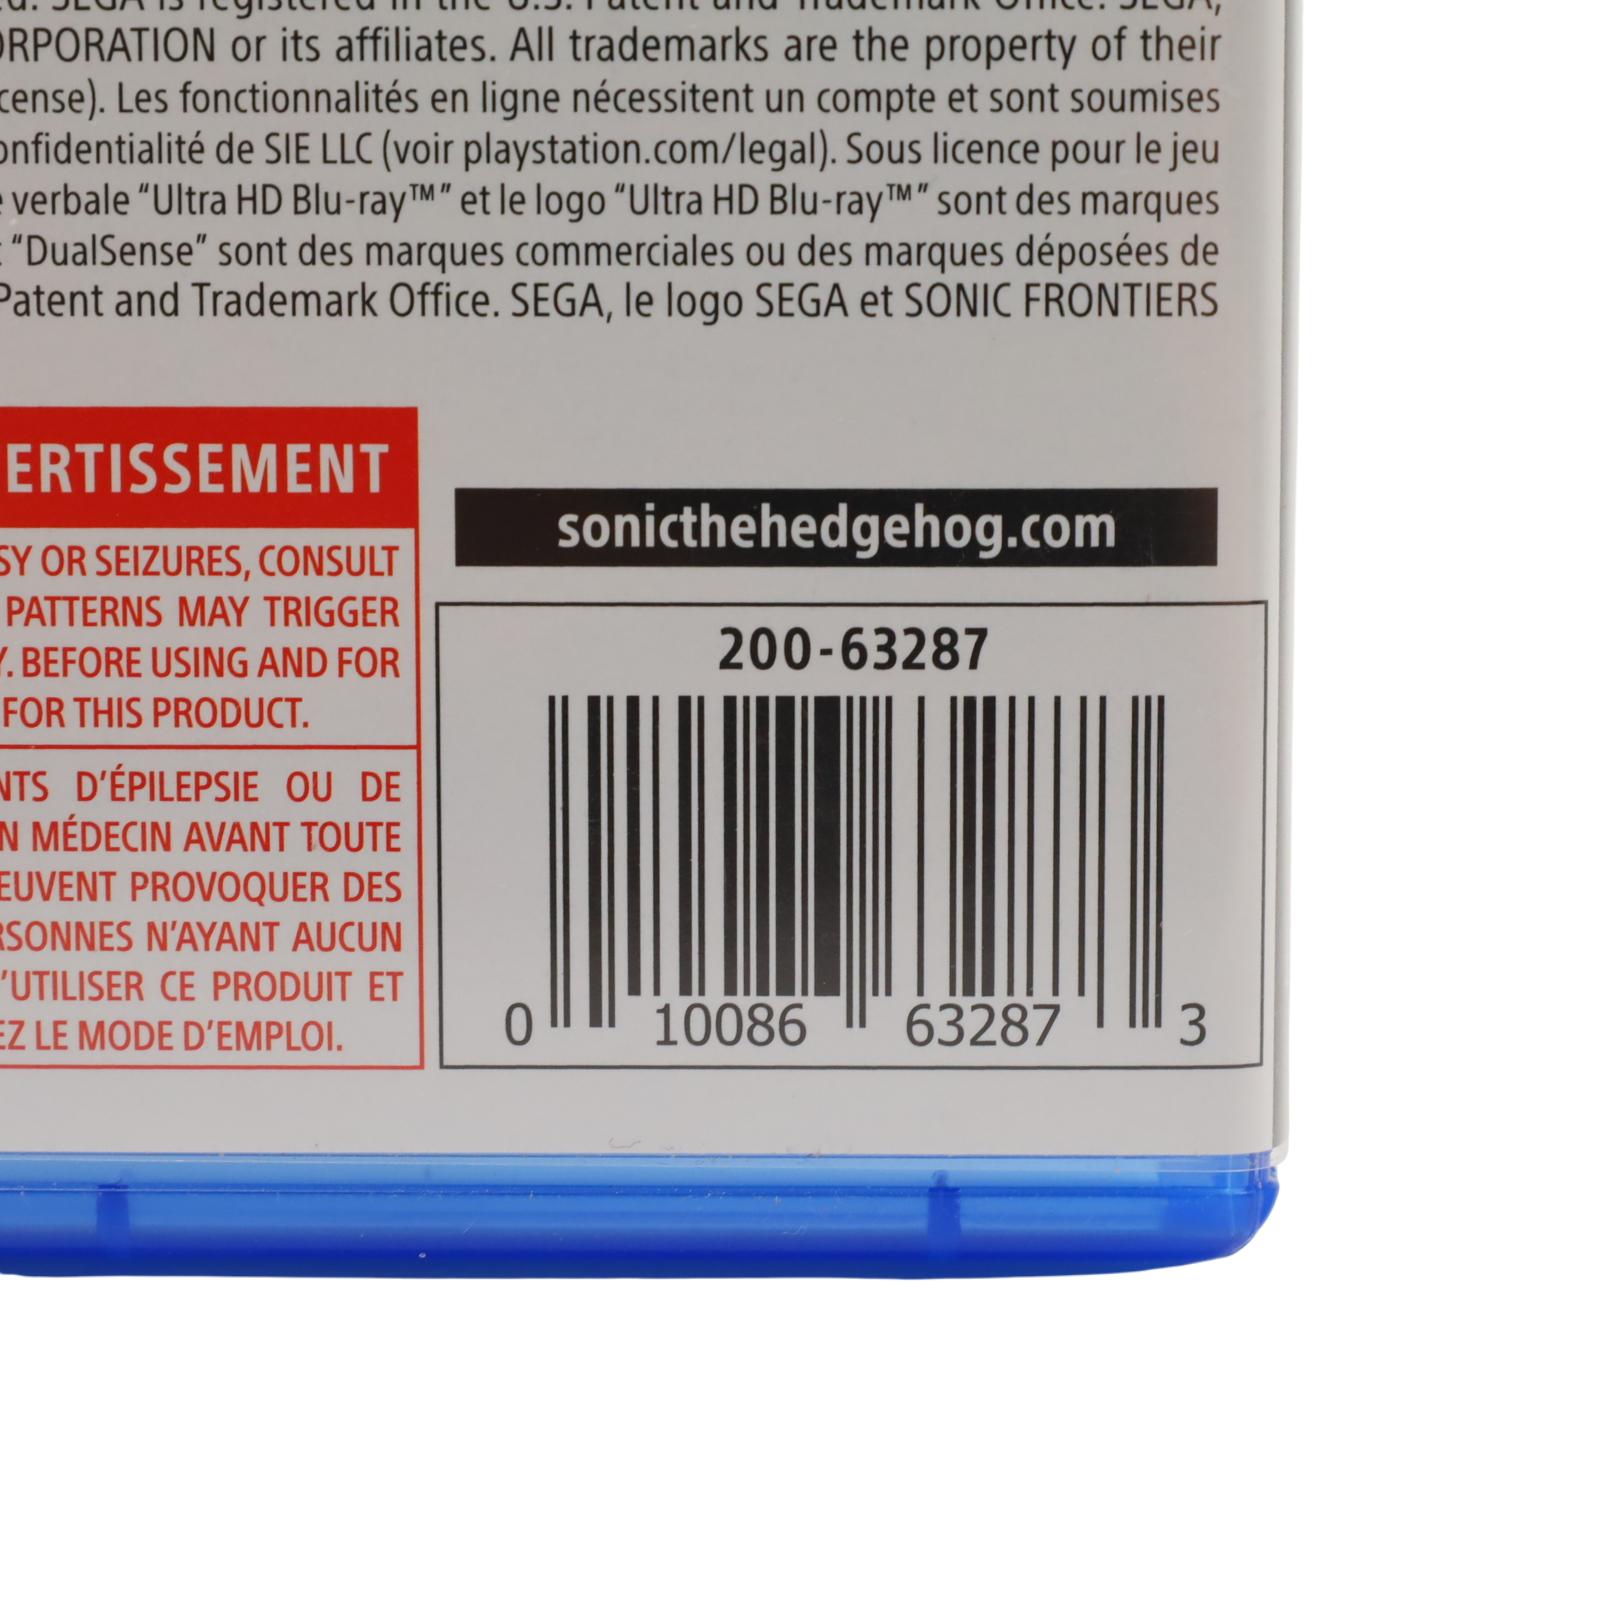 SEGA is registered in the U.S. Patent and Trademark Office. SEGA,
ORPORATION or its affiliates. All trademarks are the property of their
cense). Les fonctionnalités en ligne nécessitent un compte et sont soumises
onfidentialité de SIE LLC (voir playstation.com/legal). Sous licence pour le jeu
verbale “Ultra HD Blu-ray™” et le logo “Ultra HD Blu-ray™” sont des marques
“DualSense” sont des marques commerciales ou des marques déposées de
Patent and Trademark Office. SEGA, le logo SEGA et SONIC FRONTIERS
ERTISSEMENT
SY OR SEIZURES, CONSULT
PATTERNS MAY TRIGGER
Y. BEFORE USING AND FOR
FOR THIS PRODUCT.
NTS D’ÉPILEPSIE OU DE
N MÉDECIN AVANT TOUTE
EUVENT PROVOQUER DES
RSONNES N’AYANT AUCUN
’UTILISER CE PRODUIT ET
EZ LE MODE D’EMPLOI.
sonicthehedgehog.com
200-63287
0 10086 63287 3